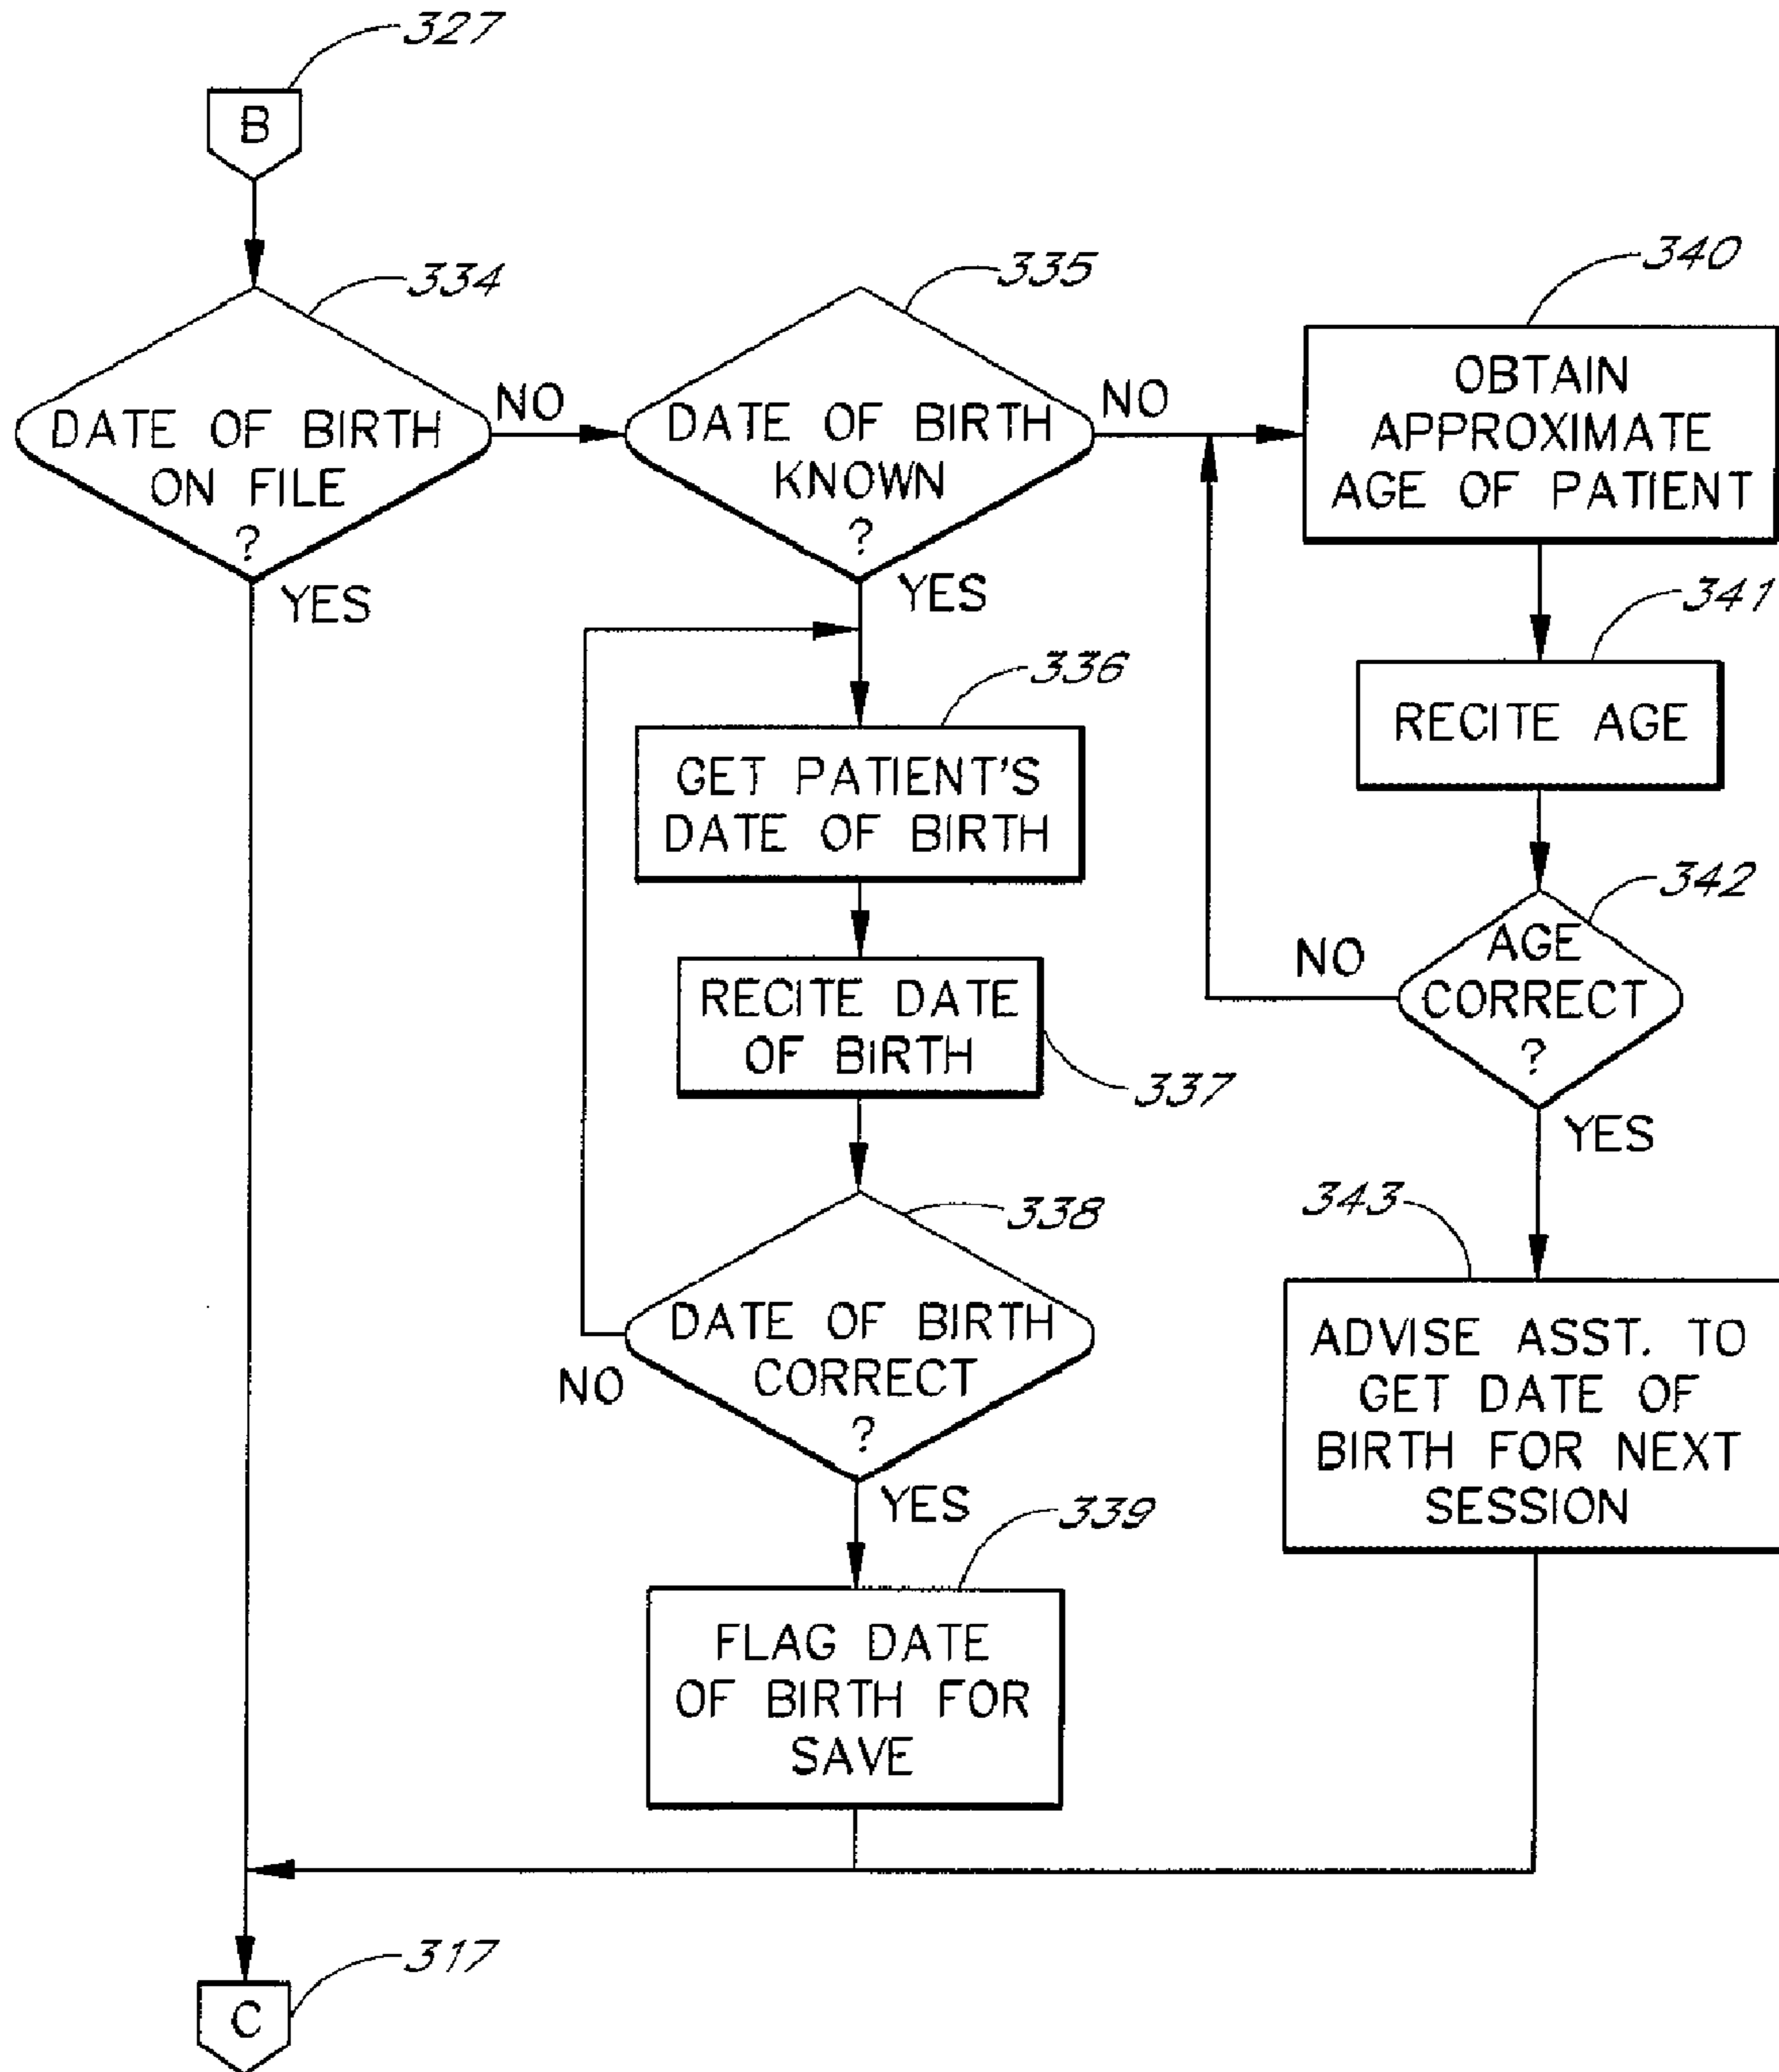 327
B
334
DATE OF BIRTH
ON FILE
?
NO
YES
335
DATE OF BIRTH
KNOWN
?
NO
YES
340
OBTAIN
APPROXIMATE
AGE OF PATIENT
341
RECITE AGE
342
AGE
CORRECT
?
NO
YES
343
ADVISE ASST. TO
GET DATE OF
BIRTH FOR NEXT
SESSION
336
GET PATIENT'S
DATE OF BIRTH
RECITE DATE
OF BIRTH
337
338
DATE OF BIRTH
CORRECT
?
NO
YES
339
FLAG DATE
OF BIRTH FOR
SAVE
317
C